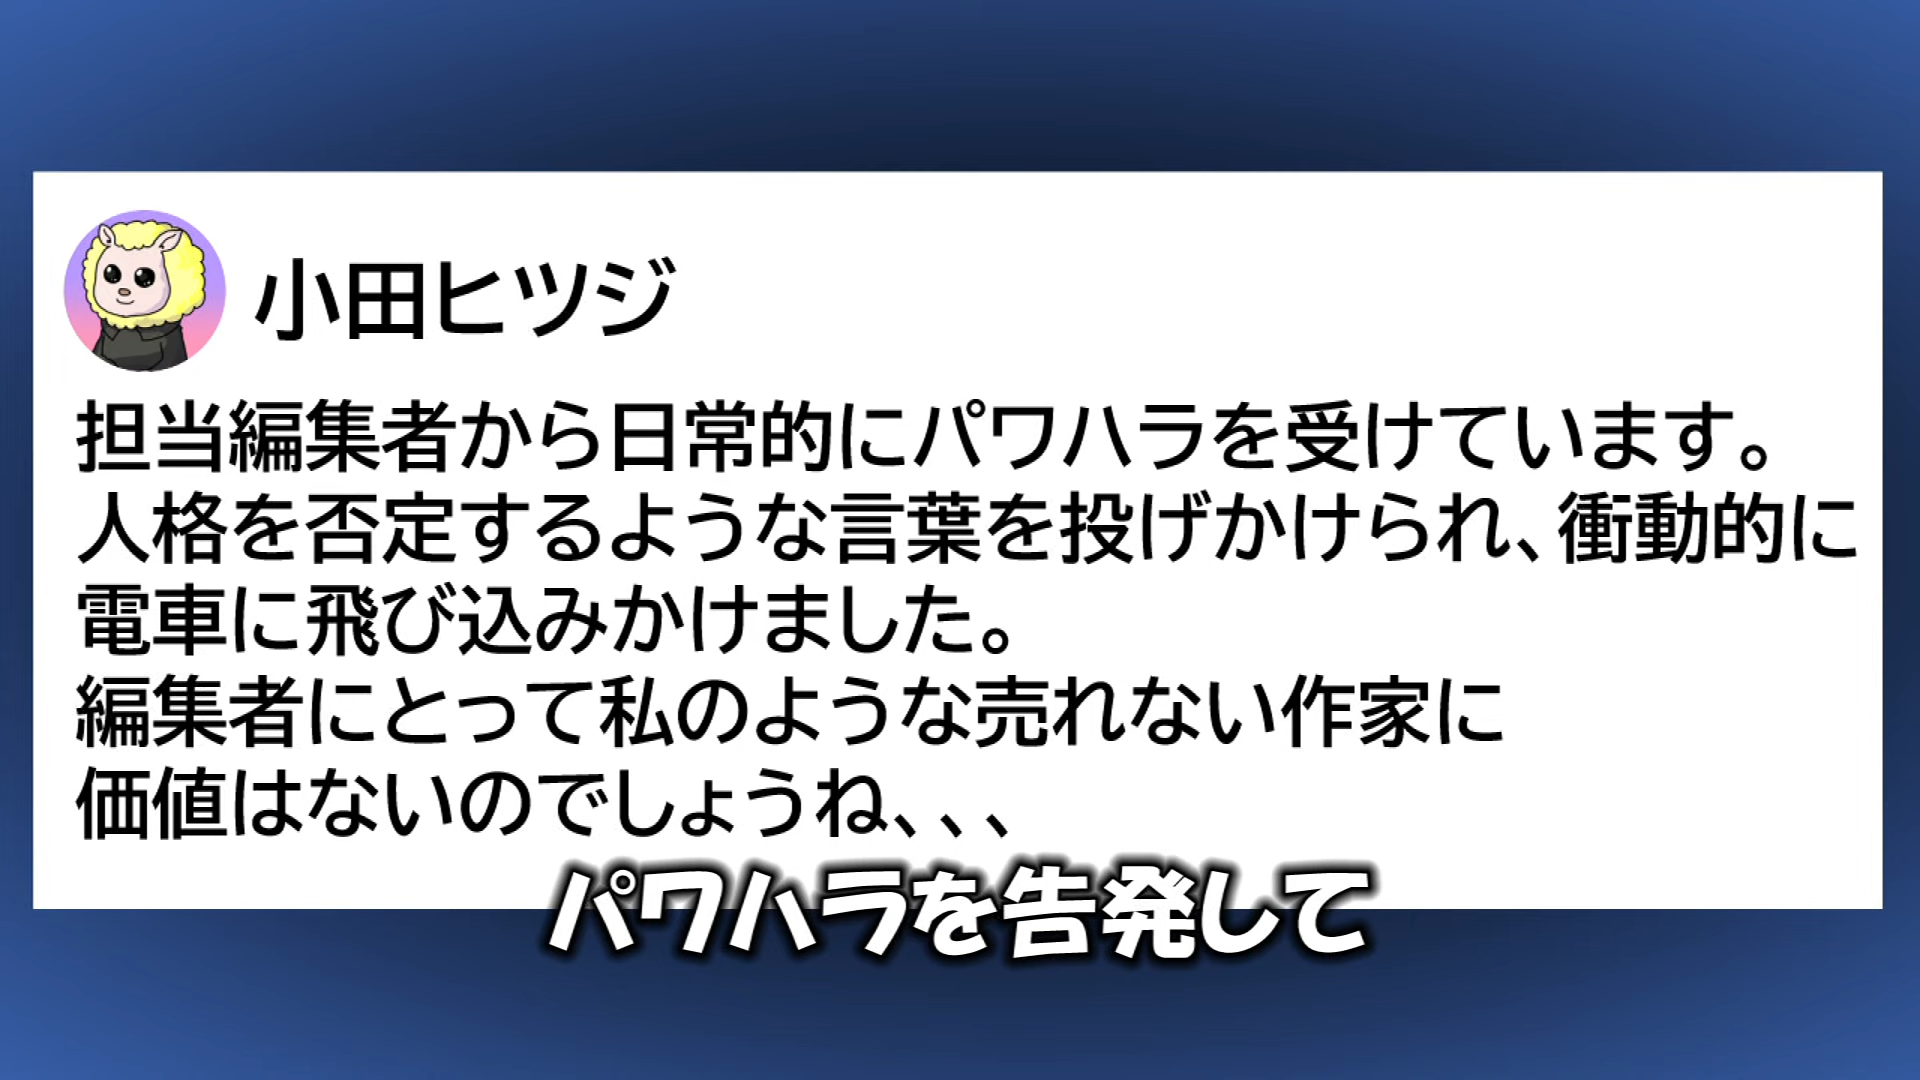 小田ヒツジ
担当編集者から日常的にパワハラを受けています。
人格を否定するような言葉を投げかけられ、衝動的に
電車に飛び込みかけました。
編集者にとって私のような売れない作家に
価値はないのでしょうね、、、
パワハラを告発して